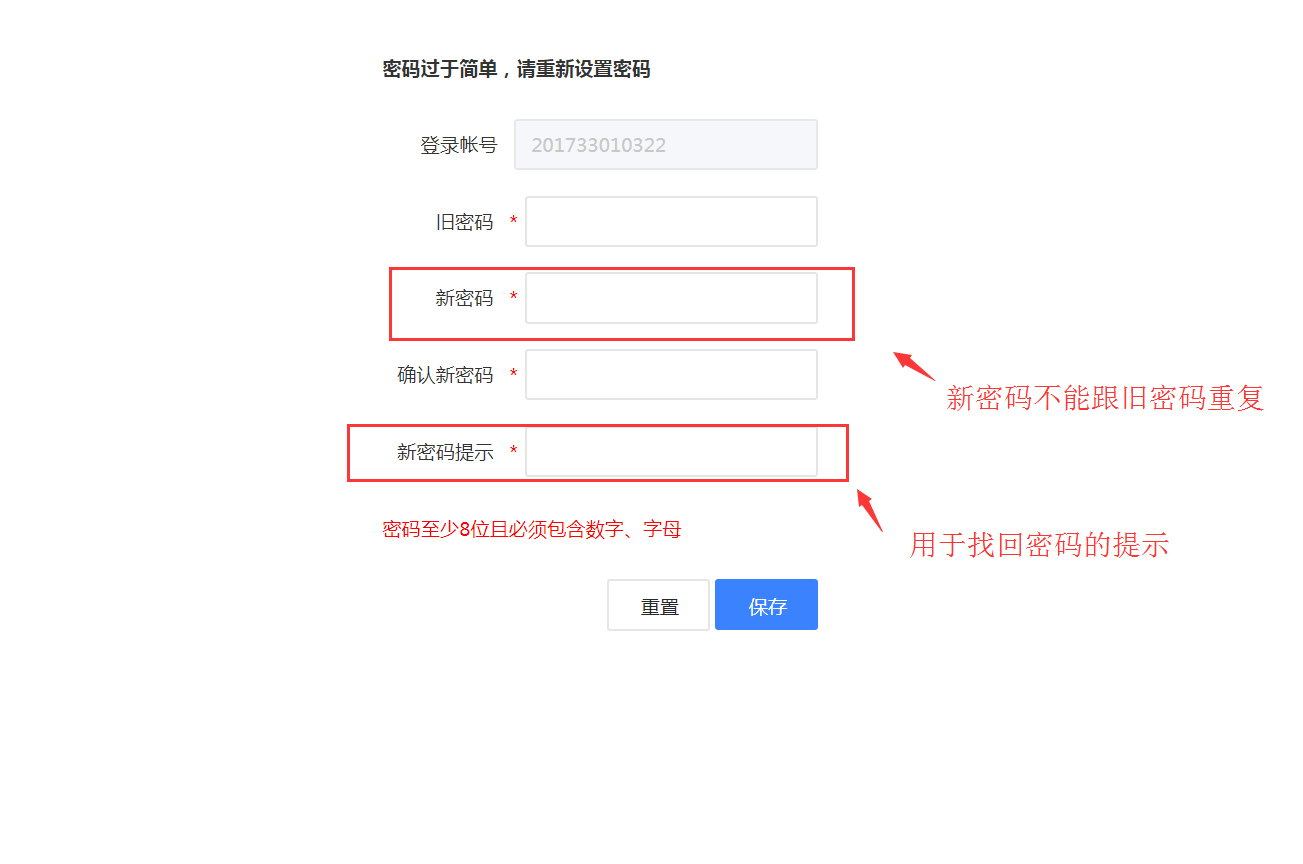 密码过于简单，请重新设置密码
登录帐号 201733010322
旧密码 *
新密码 *
确认新密码 *
新密码不能跟旧密码重复
新密码提示 *
密码至少8位且必须包含数字、字母
用于找回密码的提示
重置 保存